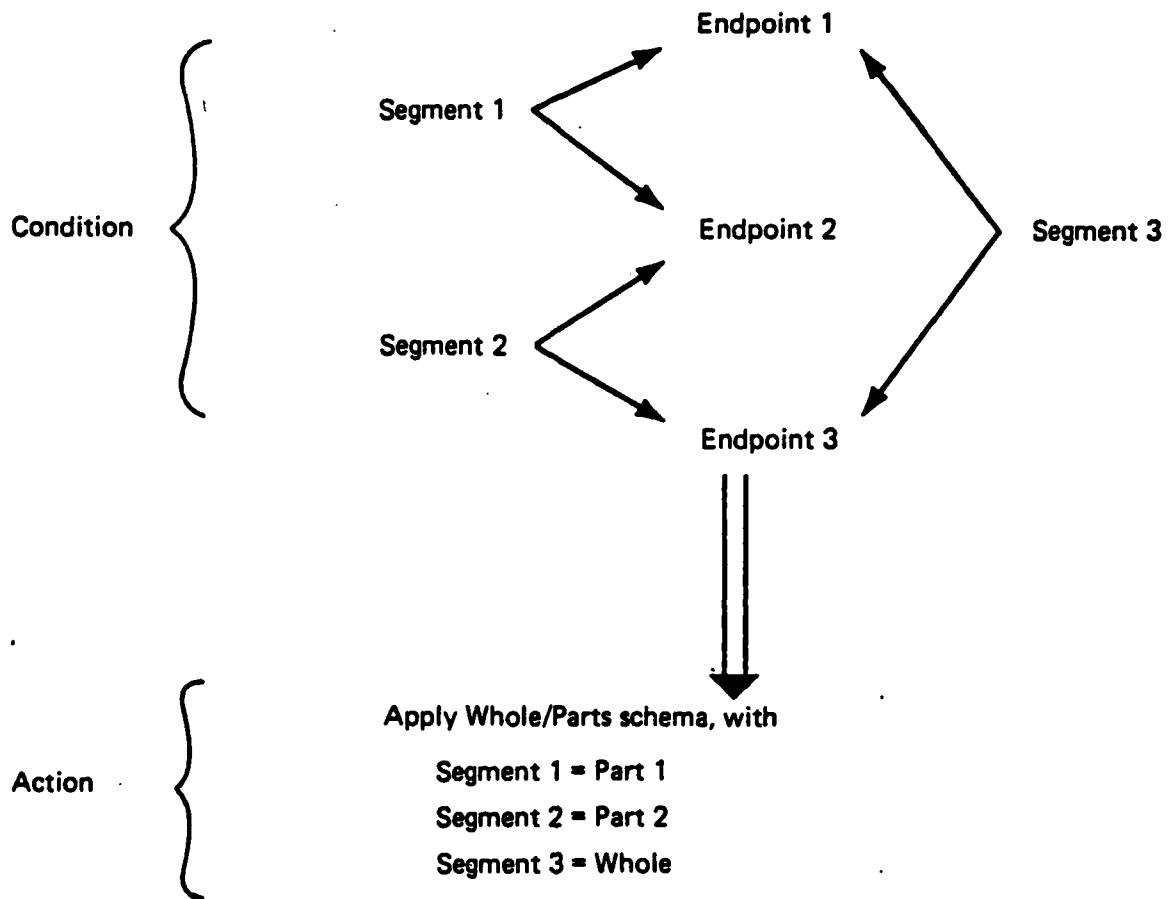 Endpoint 1
Segment 1
Condition
Endpoint 2
Segment 3
Segment 2
Endpoint 3
Apply Whole/Parts schema, with
Segment 1 = Part 1
Action
Segment 2 = Part 2
Segment 3 = Whole